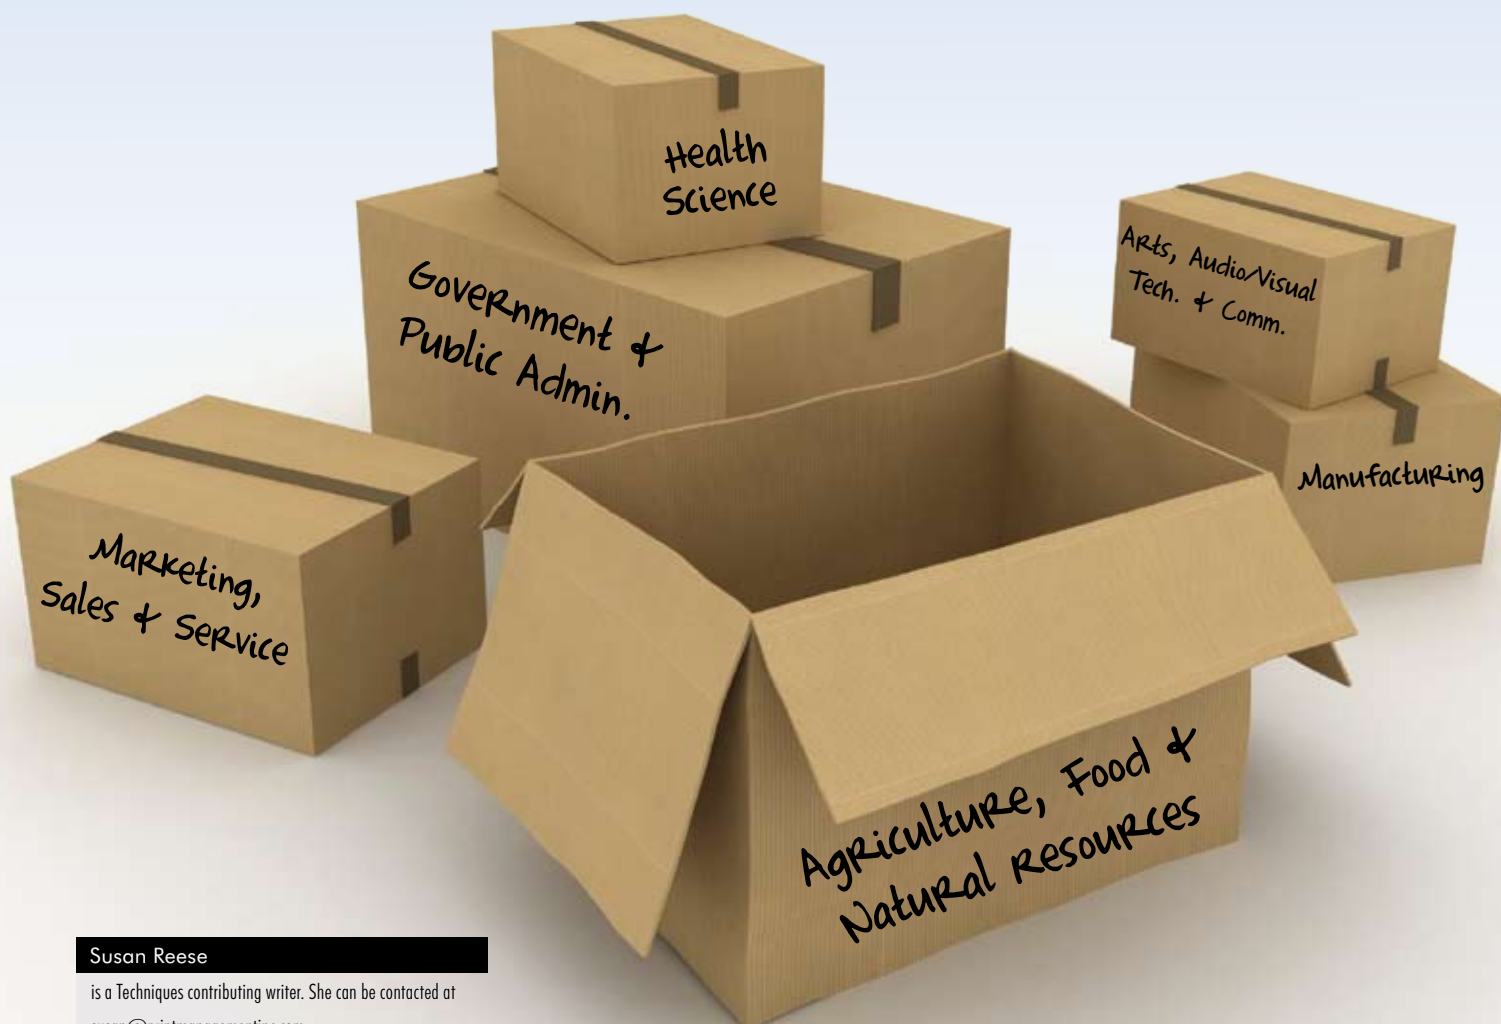 Health
Science
Government &
Public Admin.
Arts, Audio/Visual
Tech. & Comm.
Manufacturing
Marketing,
Sales & Service
Agriculture, Food &
Natural Resources
Susan Reese
is a Techniques contributing writer. She can be contacted at